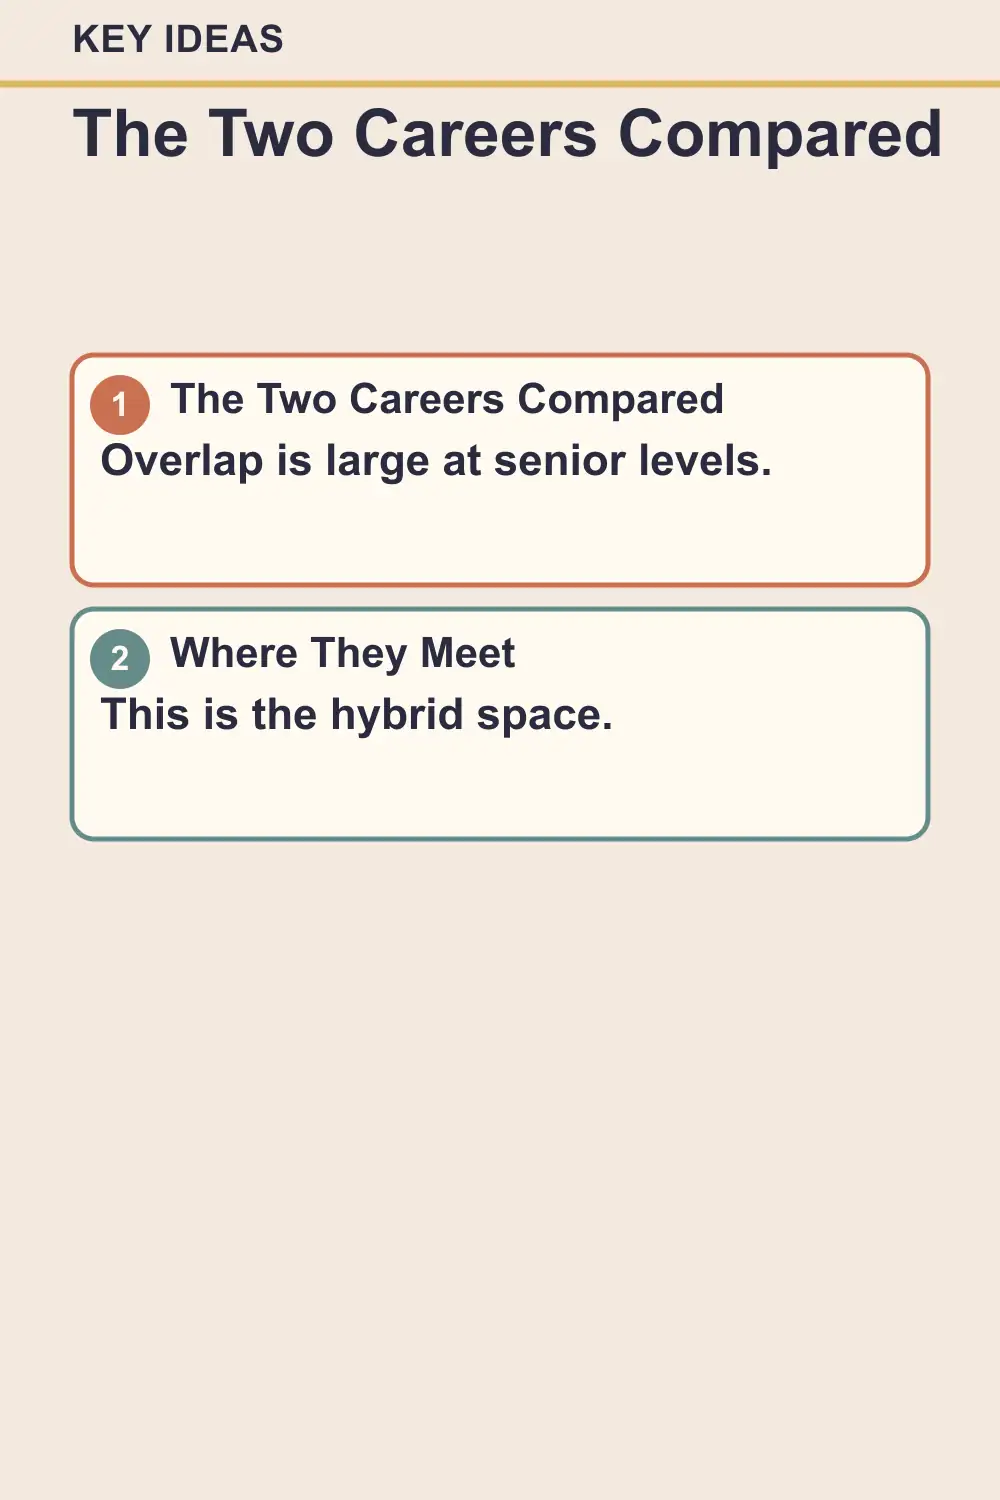 KEY IDEAS
The Two Careers Compared
1 The Two Careers Compared
Overlap is large at senior levels.
2 Where They Meet
This is the hybrid space.